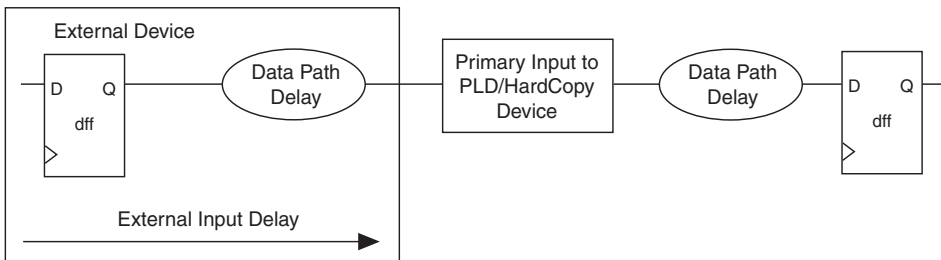 External Device
D Q
dff
Data Path
Delay
External Input Delay
Primary Input to
PLD/HardCopy
Device
Data Path
Delay
D Q
dff